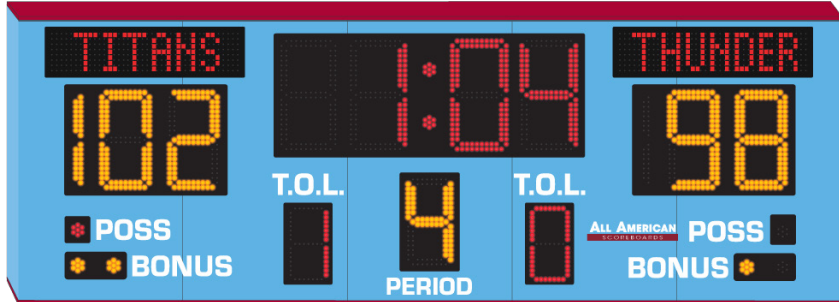 TITANS
1:04
THUNDER
102
98
T.O.L.
T.O.L.
1
4
0
ALL AMERICAN
SCOREBOARDS
POSS
POSS
BONUS
BONUS
PERIOD